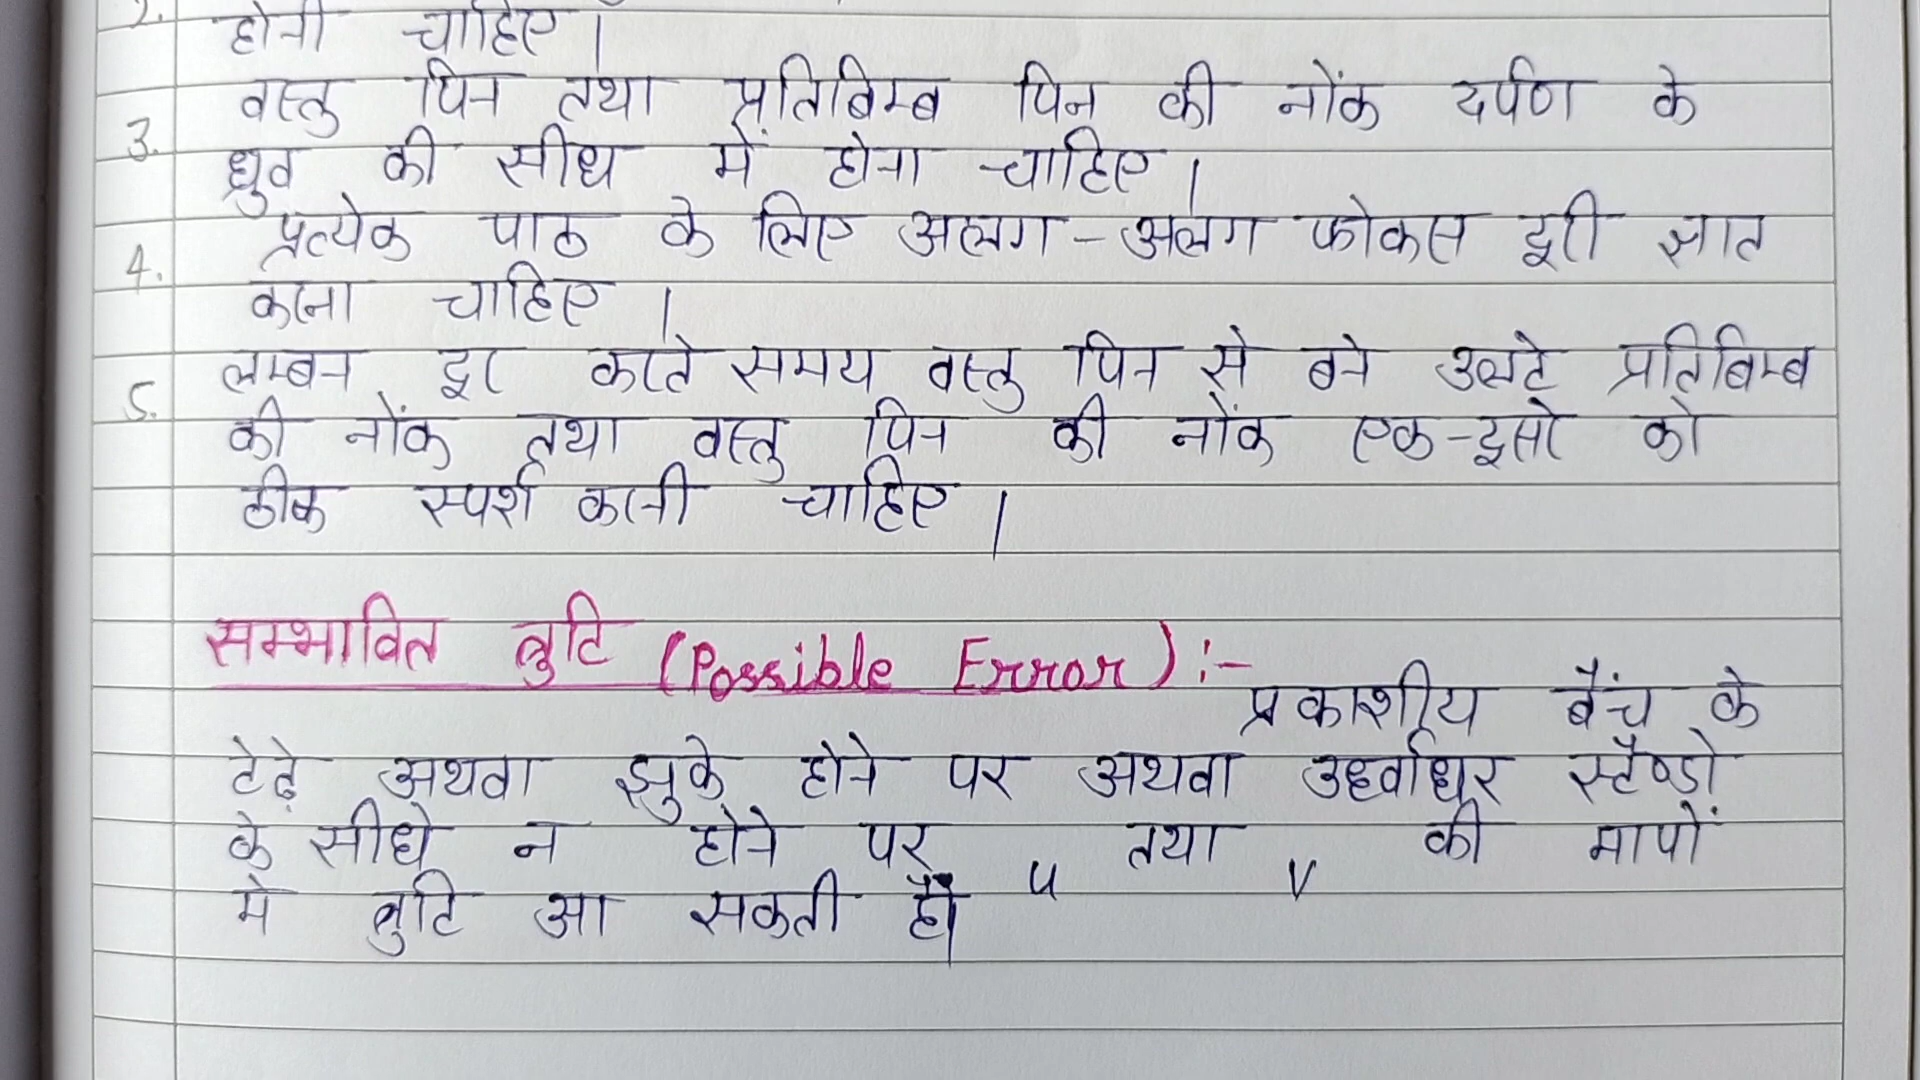 2.
होनी चाहिए।
3. वस्तु पिन तथा प्रतिबिम्ब पिन की नोंक दर्पण के
ध्रुव की सीध में होना चाहिए।
4. प्रत्येक पाठ के लिए अलग-अलग फोकस दूरी ज्ञात
करना चाहिए।
5. लम्बन दूर करते समय वस्तु पिन से बने उल्टे प्रतिबिम्ब
की नोंक तथा वस्तु पिन की नोंक एक-दूसरे को
ठीक स्पर्श करनी चाहिए।
सम्भावित त्रुटि (Possible Error) :-
प्रकाशीय बैंच के
टेढ़े अथवा झुके होने पर अथवा उर्ध्वाधर स्टैण्डो
के सीधे न होने पर u तथा v की मापों
मे त्रुटि आ सकती है।